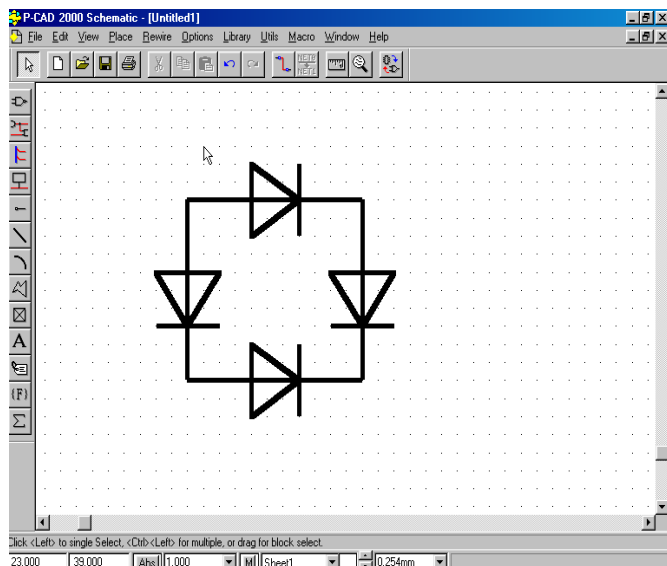 P-CAD 2000 Schematic - [Untitled1]
File Edit View Place Rewire Options Library Utils Macro Window Help
NET# NET1
A
(F)
Σ
Click <Left> to single Select, <Ctrl><Left> for multiple, or drag for block select.
23.000 39.000 Abs 1.000 M Sheet1 0.254mm